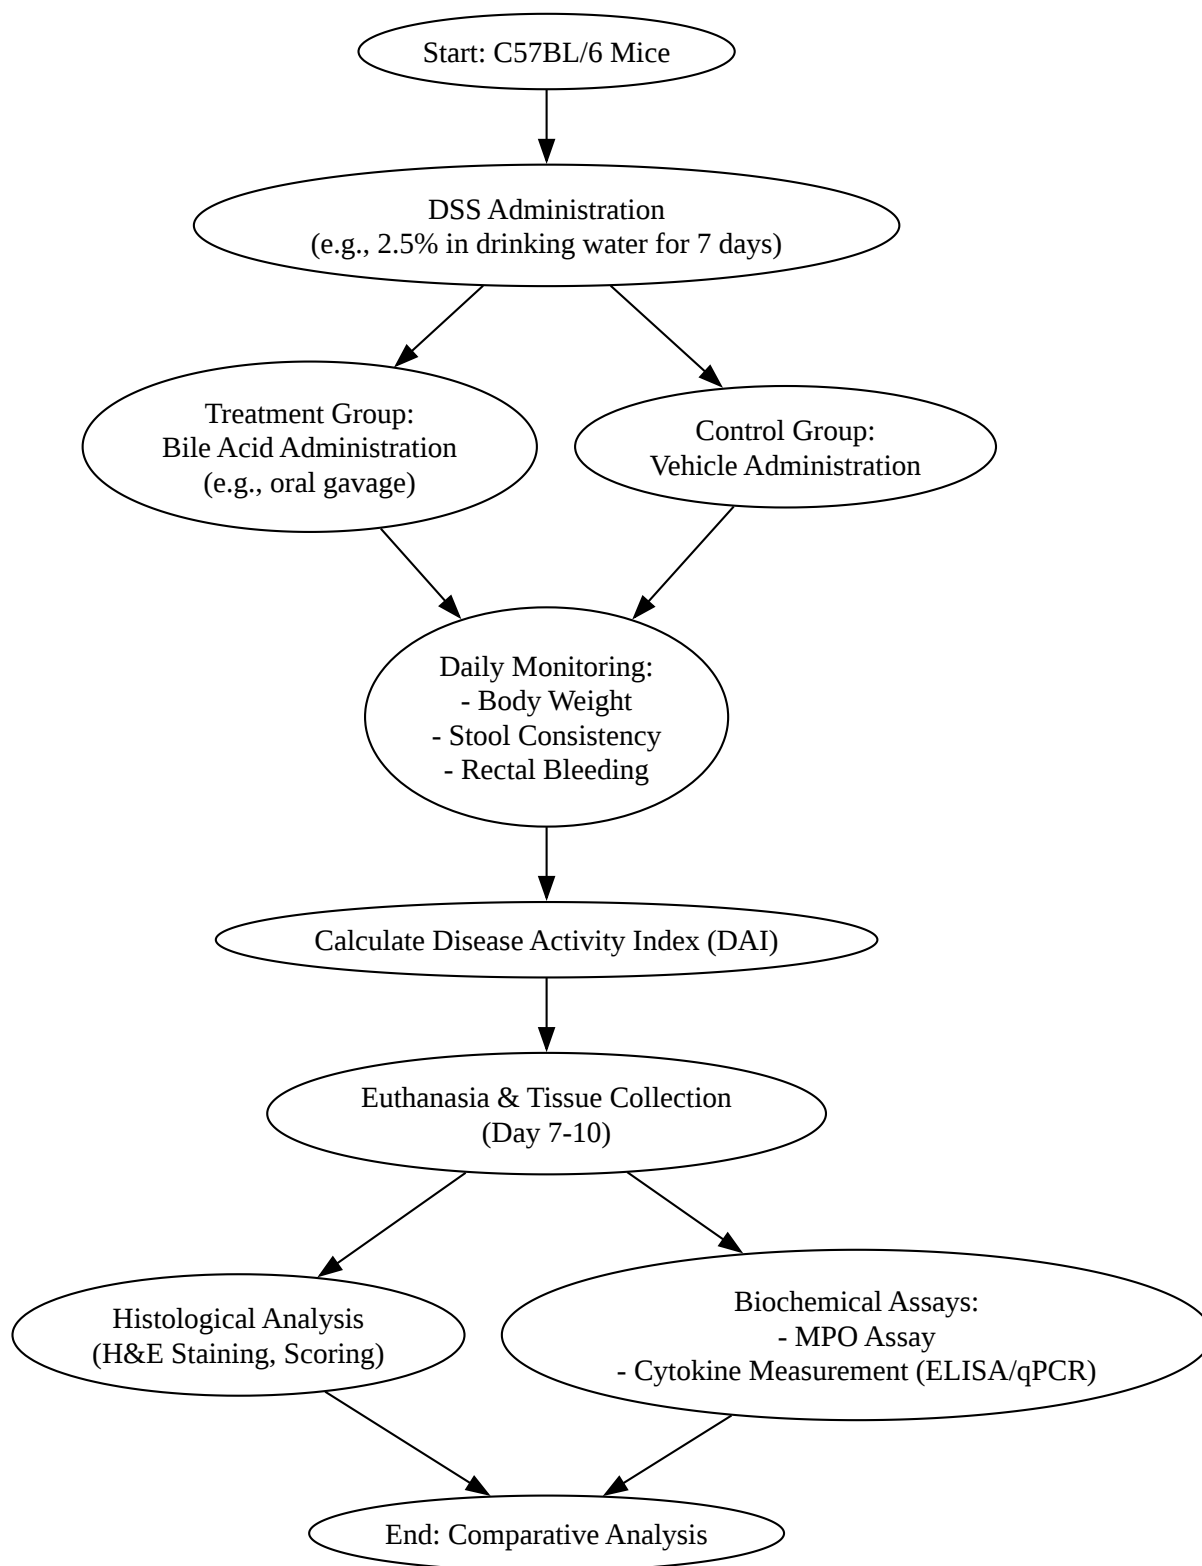 Start: C57BL/6 Mice
DSS Administration
(e.g., 2.5% in drinking water for 7 days)
Treatment Group:
Bile Acid Administration
(e.g., oral gavage)
Control Group:
Vehicle Administration
Daily Monitoring:
- Body Weight
- Stool Consistency
- Rectal Bleeding
Calculate Disease Activity Index (DAI)
Euthanasia & Tissue Collection
(Day 7-10)
Histological Analysis
(H&E Staining, Scoring)
Biochemical Assays:
- MPO Assay
- Cytokine Measurement (ELISA/qPCR)
End: Comparative Analysis